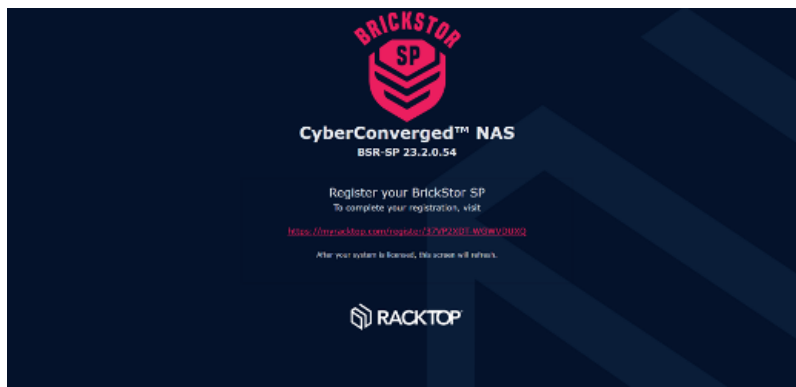 BRICKSTOR
SP
CyberConverged™ NAS
BSR-SP 23.2.0.54
Register your BrickStor SP
To complete your registration, visit
After your system is licensed, this screen will refresh.
RACKTOP